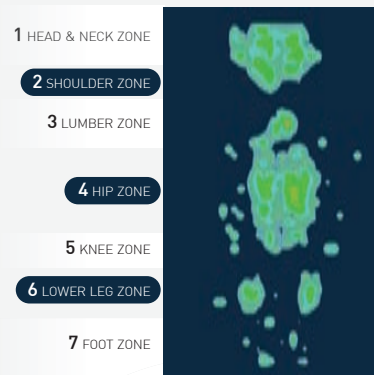 1 HEAD & NECK ZONE
2 SHOULDER ZONE
3 LUMBER ZONE
4 HIP ZONE
5 KNEE ZONE
6 LOWER LEG ZONE
7 FOOT ZONE